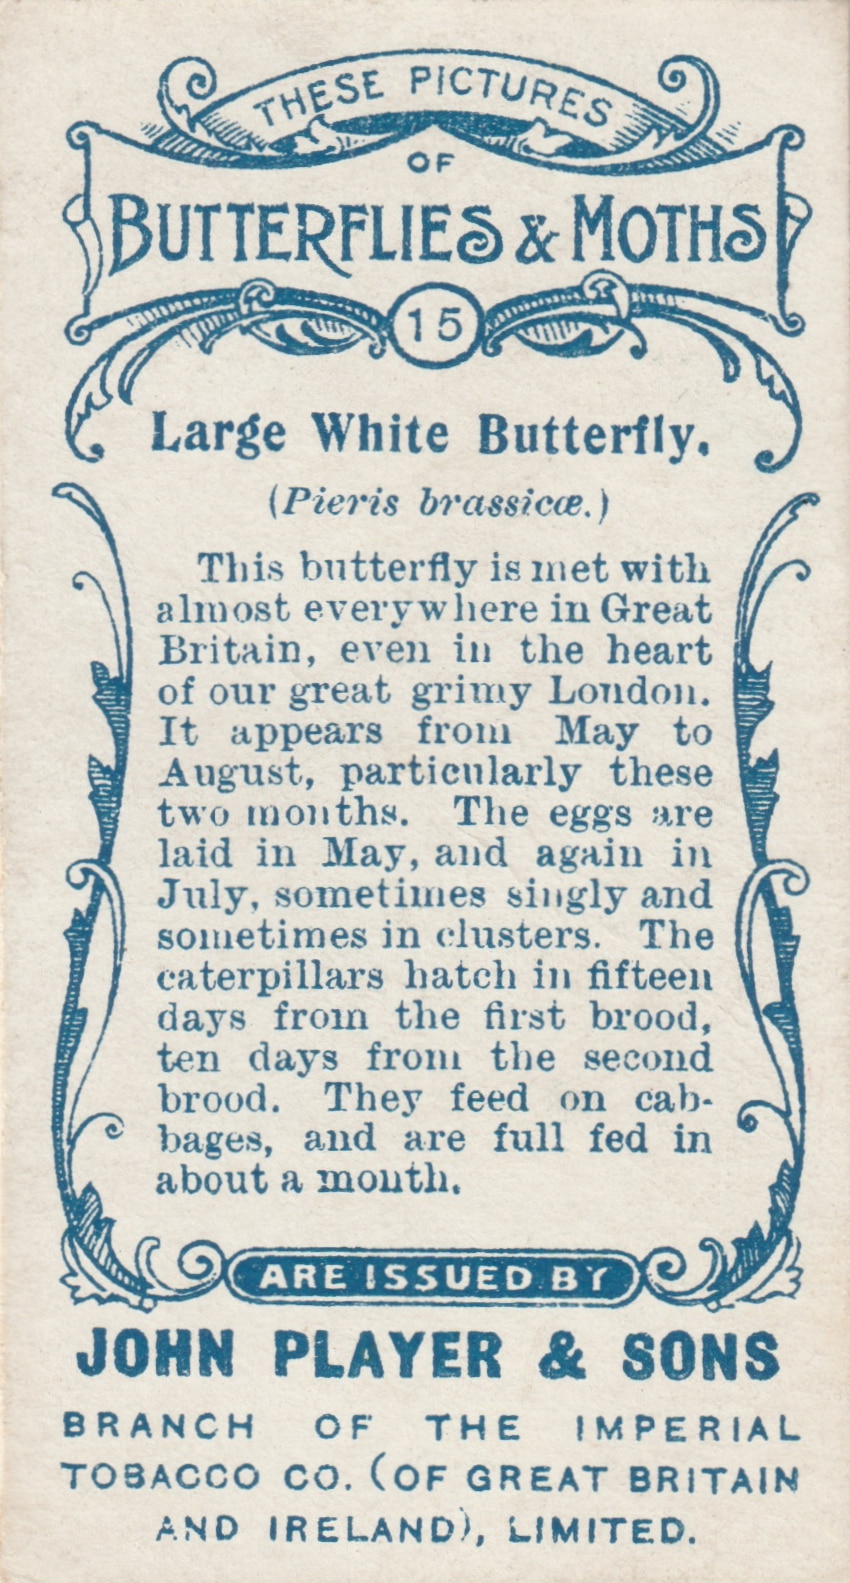 THESE PICTURES
OF
BUTTERFLIES & MOTHS
15
Large White Butterfly.
(Pieris brassicæ.)
This butterfly is met with
almost everywhere in Great
Britain, even in the heart
of our great grimy London.
It appears from May to
August, particularly these
two months. The eggs are
laid in May, and again in
July, sometimes singly and
sometimes in clusters. The
caterpillars hatch in fifteen
days from the first brood,
ten days from the second
brood. They feed on cab-
bages, and are full fed in
about a month.
ARE ISSUED BY
JOHN PLAYER & SONS
BRANCH OF THE IMPERIAL
TOBACCO CO. (OF GREAT BRITAIN
AND IRELAND), LIMITED.